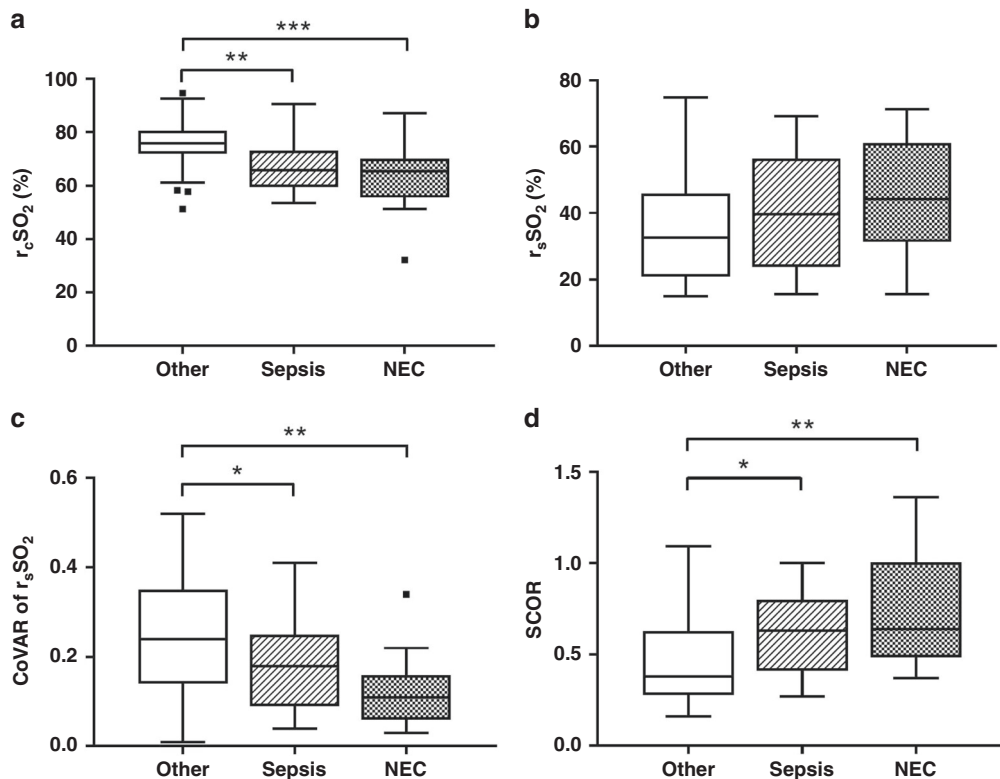 a
***
**
100
80
60
40
20
0
r꜀SO₂ (%)
Other Sepsis NEC
b
80
60
40
20
0
rₛSO₂ (%)
Other Sepsis NEC
c
**
*
0.6
0.4
0.2
0.0
CoVAR of rₛSO₂
Other Sepsis NEC
d
**
*
1.5
1.0
0.5
0.0
SCOR
Other Sepsis NEC